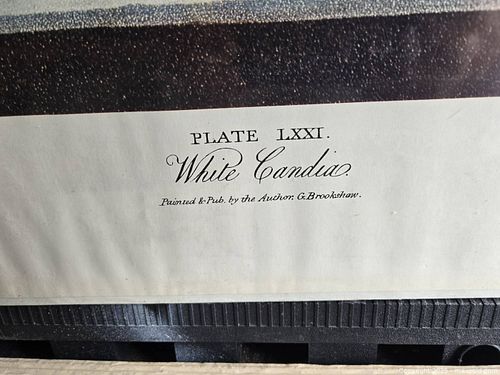 PLATE LXXI.
White Candia.
Painted & Pub. by the Author, G. Brookshaw.